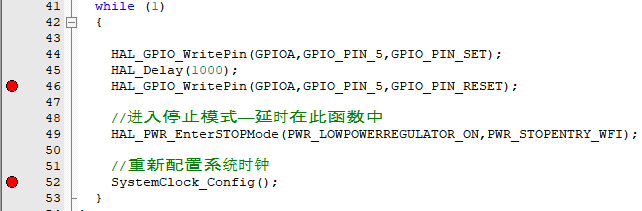 41 while (1)
42 {
43
44 HAL_GPIO_WritePin(GPIOA,GPIO_PIN_5,GPIO_PIN_SET);
45 HAL_Delay(1000);
46 HAL_GPIO_WritePin(GPIOA,GPIO_PIN_5,GPIO_PIN_RESET);
47
48 //进入停止模式—延时在此函数中
49 HAL_PWR_EnterSTOPMode(PWR_LOWPOWERREGULATOR_ON,PWR_STOPENTRY_WFI);
50
51 //重新配置系统时钟
52 SystemClock_Config();
53 }